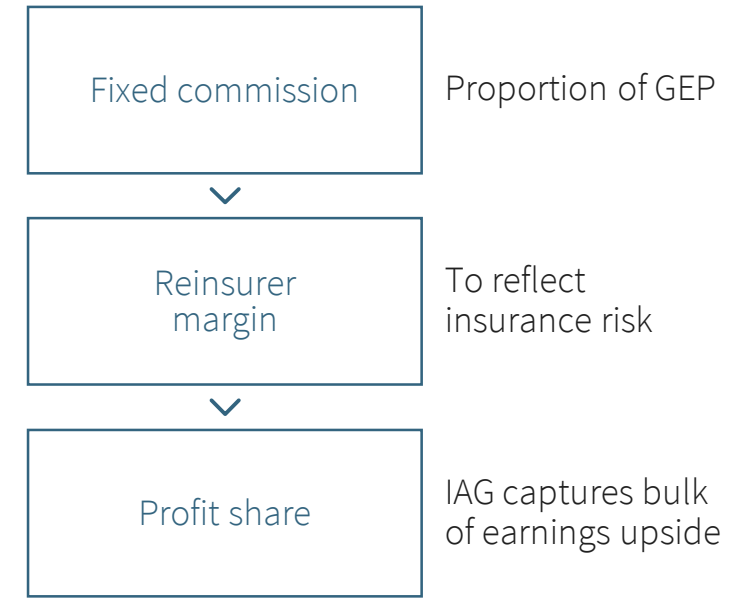 Fixed commission
Proportion of GEP
Reinsurer
margin
To reflect
insurance risk
Profit share
IAG captures bulk
of earnings upside